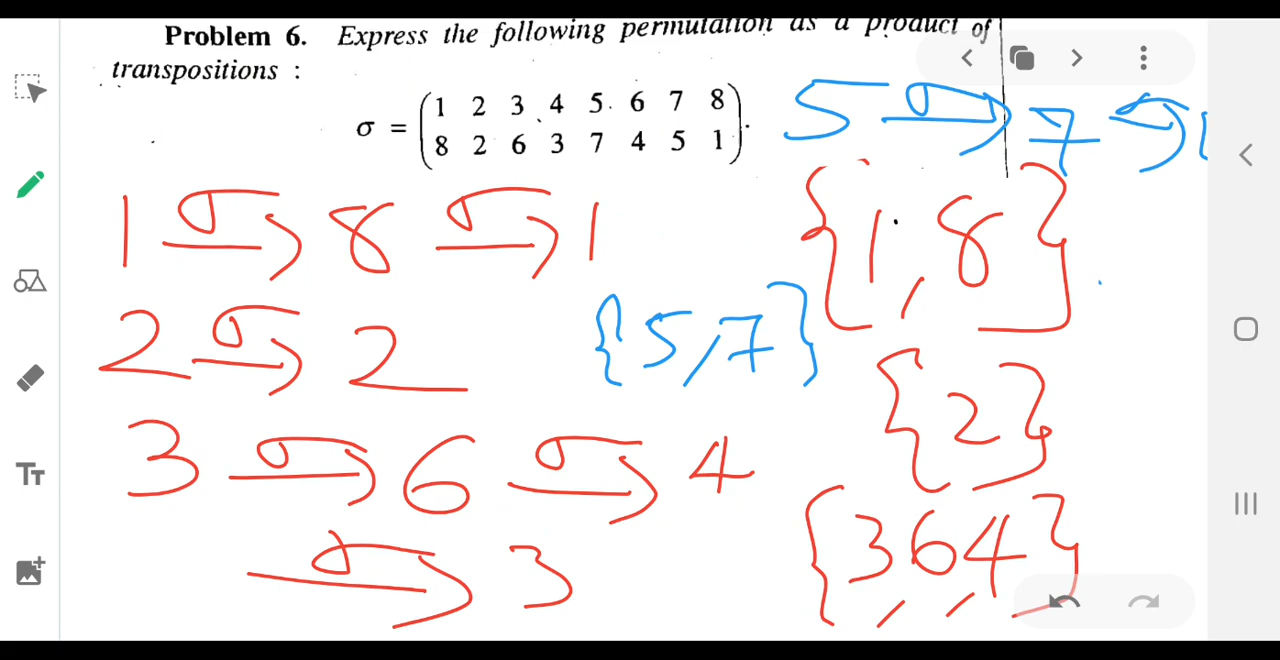 Problem 6. Express the following permutation as a product of
transpositions :
σ = (1 2 3 4 5 6 7 8
8 2 6 3 7 4 5 1).
5 σ→ 7 →
1 σ→ 8 σ→ 1 {1, 8}
2 σ→ 2 {5, 7} {2}
3 σ→ 6 σ→ 4
σ→ 3 {3, 6, 4}
Tт